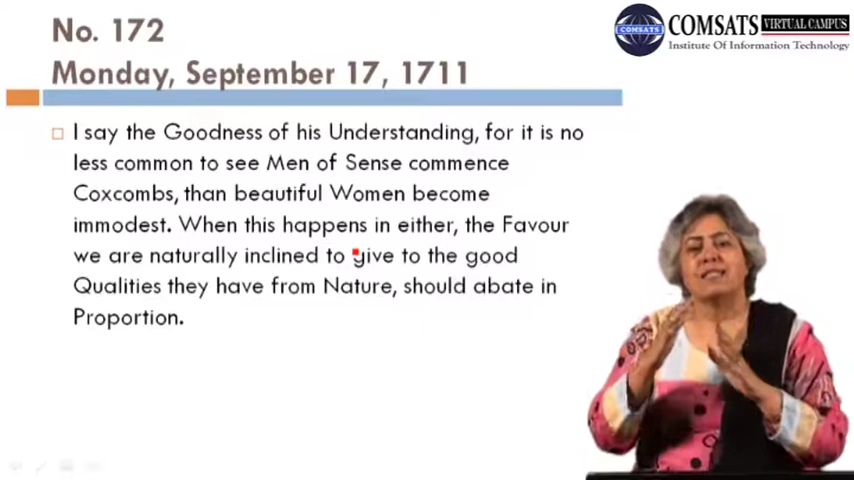 No. 172
Monday, September 17, 1711
COMSATS VIRTUAL CAMPUS
Institute Of Information Technology
I say the Goodness of his Understanding, for it is no
less common to see Men of Sense commence
Coxcombs, than beautiful Women become
immodest. When this happens in either, the Favour
we are naturally inclined to give to the good
Qualities they have from Nature, should abate in
Proportion.